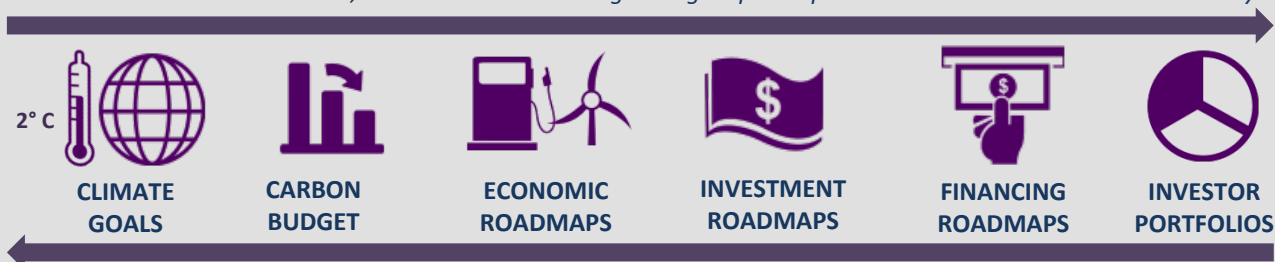 2° C
CLIMATE
GOALS
CARBON
BUDGET
ECONOMIC
ROADMAPS
$
INVESTMENT
ROADMAPS
$
FINANCING
ROADMAPS
INVESTOR
PORTFOLIOS